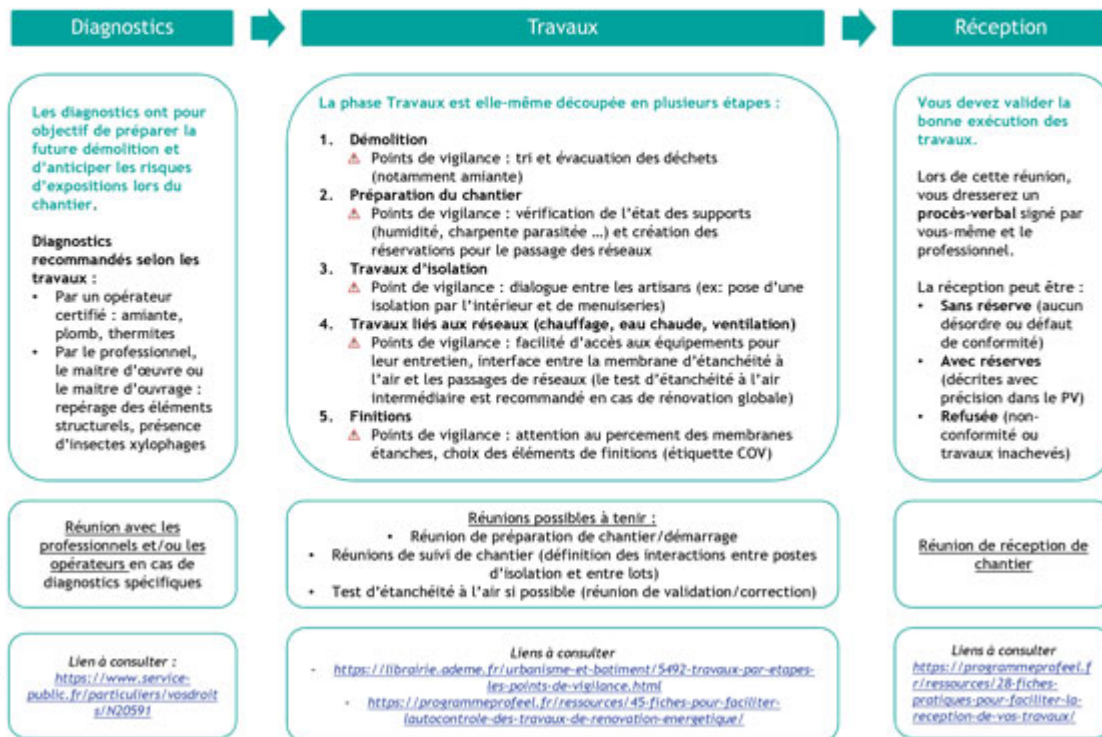 Diagnostics
Travaux
Réception
Les diagnostics ont pour
objectif de préparer la
future démolition et
d'anticiper les risques
d'expositions lors du
chantier.
Diagnostics
recommandés selon les
travaux :
• Par un opérateur
certifié : amiante,
plomb, thermites
• Par le professionnel,
le maitre d'œuvre ou
le maitre d'ouvrage :
repérage des éléments
structurels, présence
d'insectes xylophages
La phase Travaux est elle-même découpée en plusieurs étapes :
1. Démolition
⚠ Points de vigilance : tri et évacuation des déchets
(notamment amiante)
2. Préparation du chantier
⚠ Points de vigilance : vérification de l'état des supports
(humidité, charpente parasitée ...) et création des
réservations pour le passage des réseaux
3. Travaux d'isolation
⚠ Point de vigilance : dialogue entre les artisans (ex: pose d'une
isolation par l'intérieur et de menuiseries)
4. Travaux liés aux réseaux (chauffage, eau chaude, ventilation)
⚠ Points de vigilance : facilité d'accès aux équipements pour
leur entretien, interface entre la membrane d'étanchéité à
l'air et les passages de réseaux (le test d'étanchéité à l'air
intermédiaire est recommandé en cas de rénovation globale)
5. Finitions
⚠ Points de vigilance : attention au percement des membranes
étanches, choix des éléments de finitions (étiquette COV)
Vous devez valider la
bonne exécution des
travaux.
Lors de cette réunion,
vous dresserez un
procès-verbal signé par
vous-même et le
professionnel.
La réception peut être :
• Sans réserve (aucun
désordre ou défaut
de conformité)
• Avec réserves
(décrites avec
précision dans le PV)
• Refusée (non-
conformité ou
travaux inachevés)
Réunion avec les
professionnels et/ou les
opérateurs en cas de
diagnostics spécifiques
Réunions possibles à tenir :
• Réunion de préparation de chantier/démarrage
• Réunions de suivi de chantier (définition des interactions entre postes
d'isolation et entre lots)
• Test d'étanchéité à l'air si possible (réunion de validation/correction)
Réunion de réception de
chantier
Lien à consulter :
https://www.service-
public.fr/particuliers/vosdroit
s/N20591
Liens à consulter
- https://librairie.ademe.fr/urbanisme-et-batiment/5492-travaux-par-etapes-
les-points-de-vigilance.html
- https://programmeprofeel.fr/ressources/45-fiches-pour-faciliter-
lautocontrole-des-travaux-de-renovation-energetique/
Liens à consulter
https://programmeprofeel.f
r/ressources/28-fiches-
pratiques-pour-faciliter-la-
reception-de-vos-travaux/